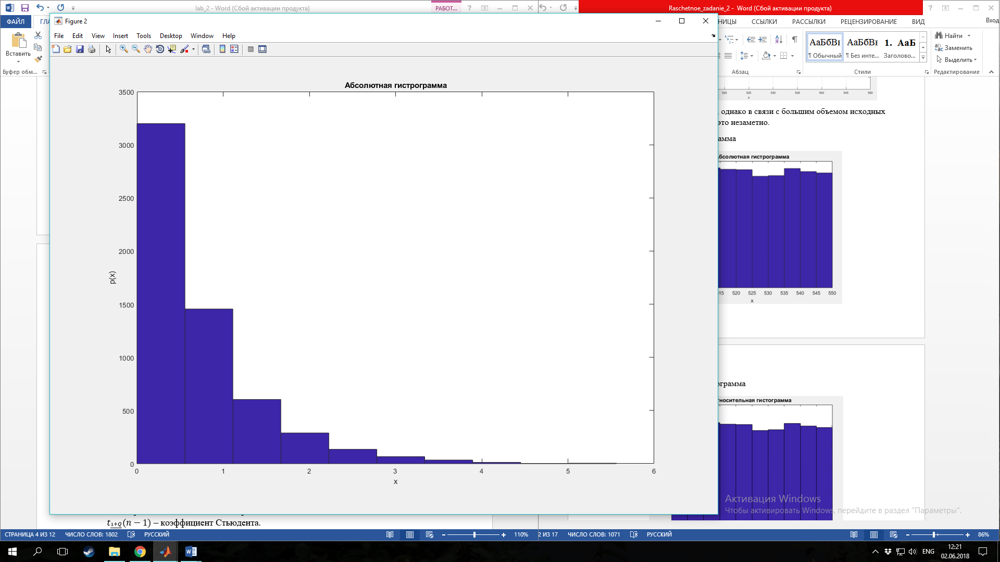 lab_2 - Word (Сбой активации продукта)
РАБОТ...
Raschetnoe_zadanie_2 - Word (Сбой активации продукта)
ФАЙЛ
ГЛА
Figure 2
НИЦЫ
ССЫЛКИ
РАССЫЛКИ
РЕЦЕНЗИРОВАНИЕ
ВИД
Вход
File Edit View Insert Tools Desktop Window Help
Вставить
Буфер обм...
АаБбВı
¶ Обычный
АаБбВı
¶ Без инте...
1. АаБ
Заголово...
Найти
Заменить
Выделить
Абзац
Стили
Редактирование
Абсолютная гистрограмма
3500
3000
2500
2000
1500
1000
500
0
p(x)
0 1 2 3 4 5 6
x
520 525 530 535 540 545 550
x
, однако в связи с большим объемом исходных
это незаметно.
амма
бсолютная гистрограмма
515 520 525 530 535 540 545 550
x
ограмма
носительная гистограмма
Активация Windows
Чтобы активировать Windows, перейдите в раздел "Параметры".
t 1+Q (n − 1) – коэффициент Стьюдента.
СТРАНИЦА 4 ИЗ 12 ЧИСЛО СЛОВ: 1802 РУССКИЙ 110%
2 ИЗ 17 ЧИСЛО СЛОВ: 1071 РУССКИЙ 86%
ENG
12:21
02.06.2018